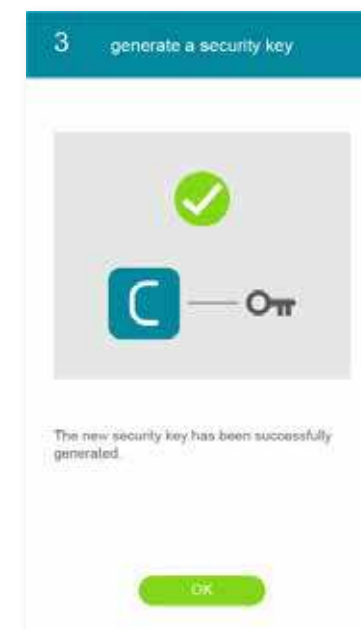 3 generate a security key
The new security key has been successfully
generated.
OK